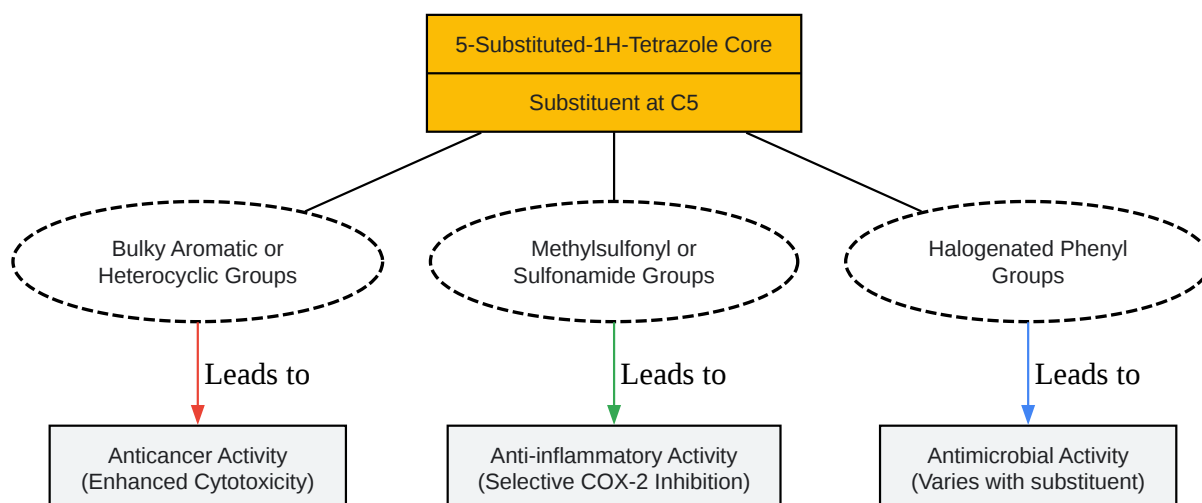 5-Substituted-1H-Tetrazole Core
Substituent at C5
Bulky Aromatic or
Heterocyclic Groups
Methylsulfonyl or
Sulfonamide Groups
Halogenated Phenyl
Groups
Leads to
Leads to
Leads to
Anticancer Activity
(Enhanced Cytotoxicity)
Anti-inflammatory Activity
(Selective COX-2 Inhibition)
Antimicrobial Activity
(Varies with substituent)